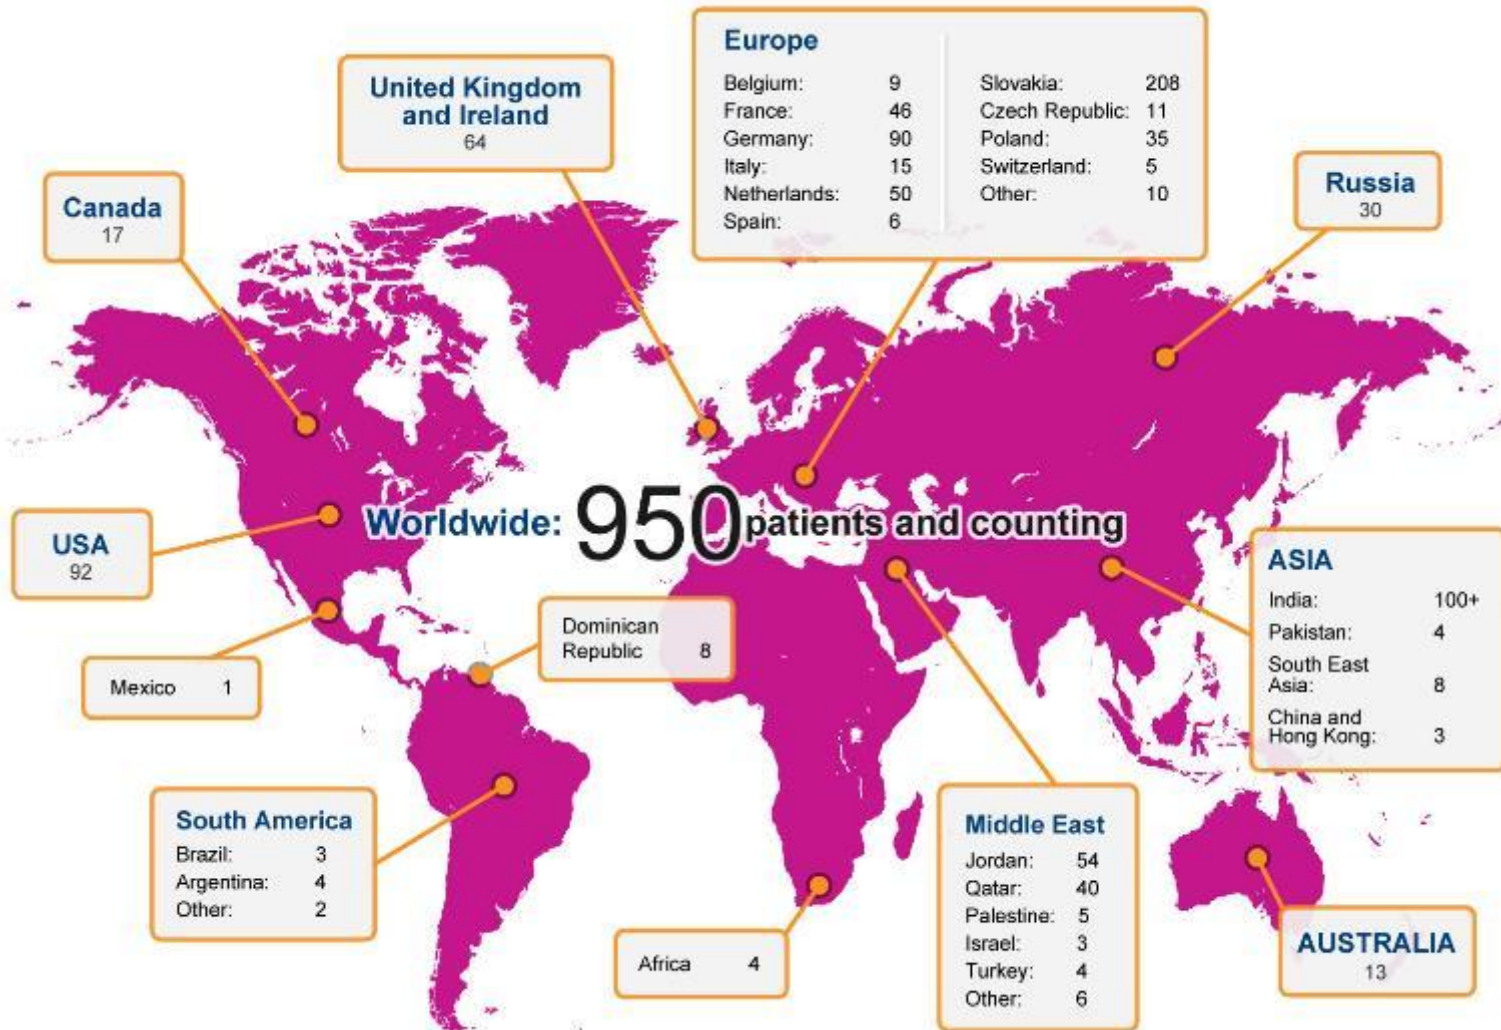 Europe
Belgium: 9
France: 46
Germany: 90
Italy: 15
Netherlands: 50
Spain: 6
Slovakia: 208
Czech Republic: 11
Poland: 35
Switzerland: 5
Other: 10
United Kingdom
and Ireland
64
Canada
17
Russia
30
Worldwide: 950 patients and counting
USA
92
ASIA
India: 100+
Pakistan: 4
South East
Asia: 8
China and
Hong Kong: 3
Dominican
Republic 8
Mexico 1
South America
Brazil: 3
Argentina: 4
Other: 2
Middle East
Jordan: 54
Qatar: 40
Palestine: 5
Israel: 3
Turkey: 4
Other: 6
Africa 4
AUSTRALIA
13